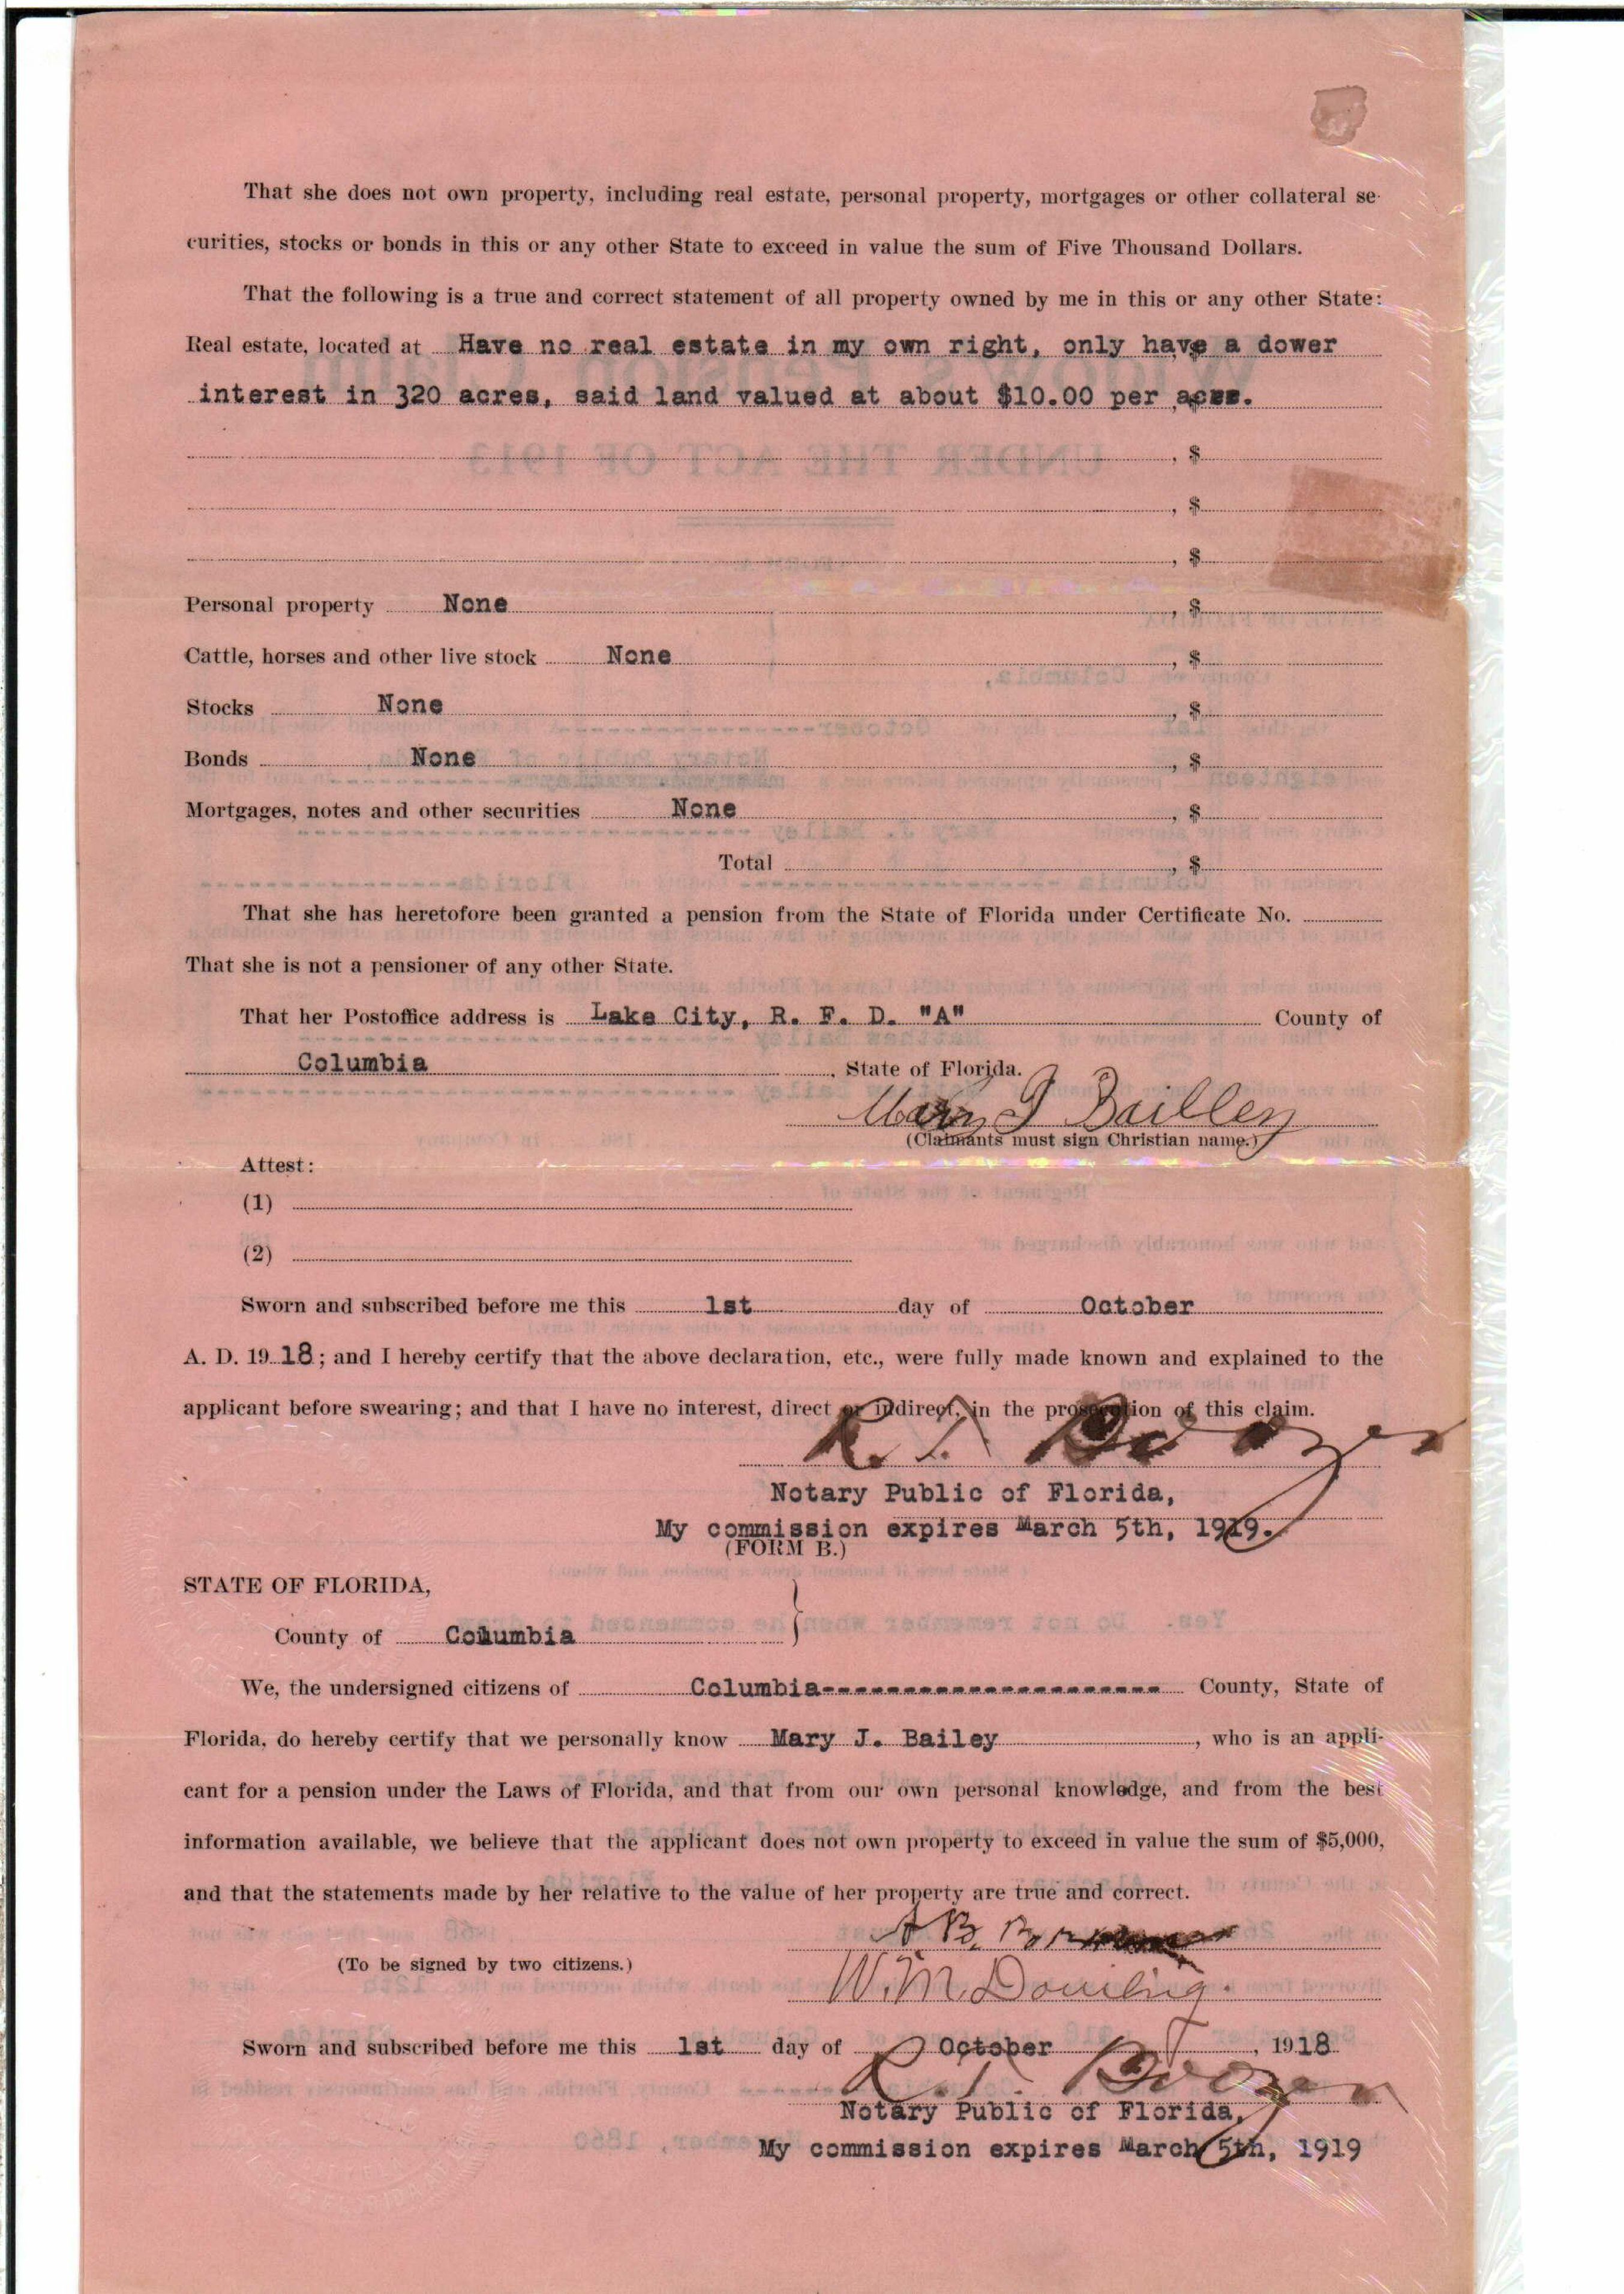 That she does not own property, including real estate, personal property, mortgages or other collateral se-
curities, stocks or bonds in this or any other State to exceed in value the sum of Five Thousand Dollars.
That the following is a true and correct statement of all property owned by me in this or any other State:
Real estate, located at Have no real estate in my own right, only have a dower
interest in 320 acres, said land valued at about $10.00 per acre.
, $
, $
, $
Personal property None , $
Cattle, horses and other live stock None , $
Stocks None , $
Bonds None , $
Mortgages, notes and other securities None , $
Total , $
That she has heretofore been granted a pension from the State of Florida under Certificate No.
That she is not a pensioner of any other State.
That her Postoffice address is Lake City, R. F. D. "A" County of
Columbia , State of Florida.
Mary J Bailley
(Claimants must sign Christian name.)
Attest:
(1)
(2)
Sworn and subscribed before me this 1st day of October
A. D. 1918; and I hereby certify that the above declaration, etc., were fully made known and explained to the
applicant before swearing; and that I have no interest, direct or indirect, in the prosecution of this claim.
R. T. Boozer
Notary Public of Florida,
My commission expires March 5th, 1919.
(FORM B.)
STATE OF FLORIDA,
County of Columbia
We, the undersigned citizens of Columbia-------------------- County, State of
Florida, do hereby certify that we personally know Mary J. Bailey , who is an appli-
cant for a pension under the Laws of Florida, and that from our own personal knowledge, and from the best
information available, we believe that the applicant does not own property to exceed in value the sum of $5,000,
and that the statements made by her relative to the value of her property are true and correct.
A B.
(To be signed by two citizens.)
W. M. Dowling.
Sworn and subscribed before me this 1st day of October , 1918
R. T. Boozer
Notary Public of Florida,
My commission expires March 5th, 1919